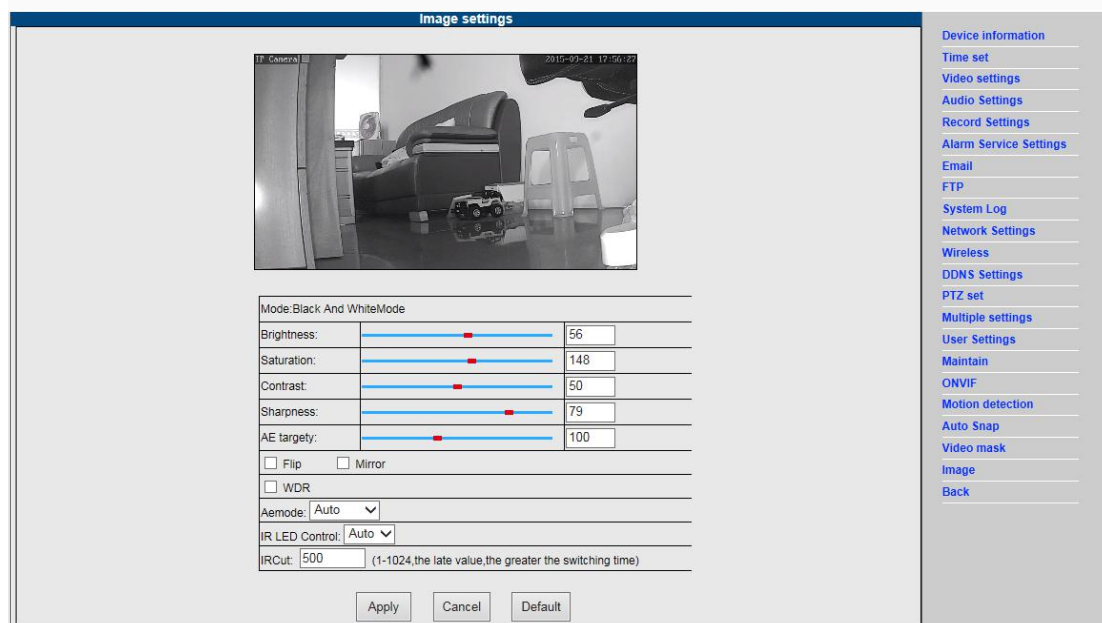 Image settings
IP Camera
2015-09-21 17:56:27
Mode:Black And WhiteMode
Brightness: 56
Saturation: 148
Contrast: 50
Sharpness: 79
AE targety: 100
Flip Mirror
WDR
Aemode: Auto
IR LED Control: Auto
IRCut: 500 (1-1024,the late value,the greater the switching time)
Apply Cancel Default
Device information
Time set
Video settings
Audio Settings
Record Settings
Alarm Service Settings
Email
FTP
System Log
Network Settings
Wireless
DDNS Settings
PTZ set
Multiple settings
User Settings
Maintain
ONVIF
Motion detection
Auto Snap
Video mask
Image
Back